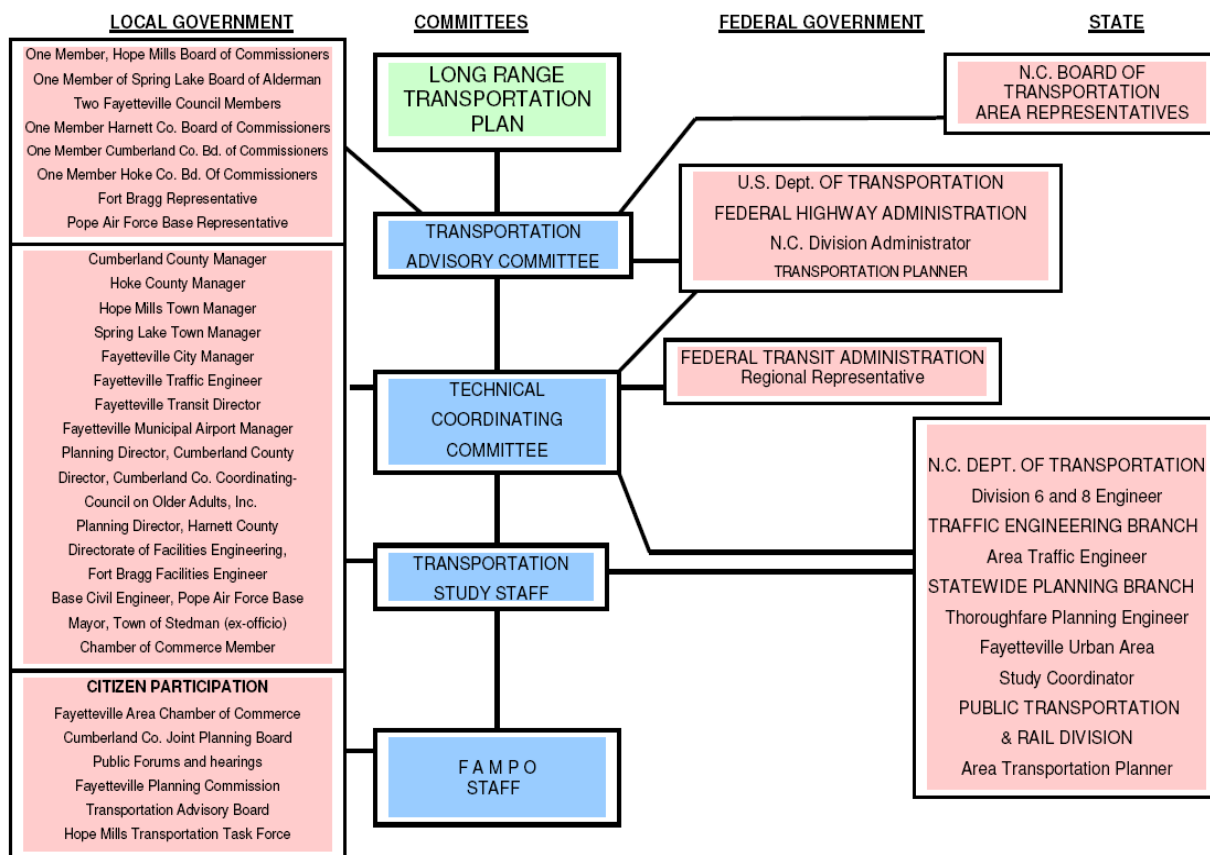 LOCAL GOVERNMENT
One Member, Hope Mills Board of Commissioners
One Member of Spring Lake Board of Alderman
Two Fayetteville Council Members
One Member Harnett Co. Board of Commissioners
One Member Cumberland Co. Bd. of Commissioners
One Member Hoke Co. Bd. Of Commissioners
Fort Bragg Representative
Pope Air Force Base Representative
Cumberland County Manager
Hoke County Manager
Hope Mills Town Manager
Spring Lake Town Manager
Fayetteville City Manager
Fayetteville Traffic Engineer
Fayetteville Transit Director
Fayetteville Municipal Airport Manager
Planning Director, Cumberland County
Director, Cumberland Co. Coordinating-
Council on Older Adults, Inc.
Planning Director, Harnett County
Directorate of Facilities Engineering,
Fort Bragg Facilities Engineer
Base Civil Engineer, Pope Air Force Base
Mayor, Town of Stedman (ex-officio)
Chamber of Commerce Member
CITIZEN PARTICIPATION
Fayetteville Area Chamber of Commerce
Cumberland Co. Joint Planning Board
Public Forums and hearings
Fayetteville Planning Commission
Transportation Advisory Board
Hope Mills Transportation Task Force
COMMITTEES
LONG RANGE
TRANSPORTATION
PLAN
TRANSPORTATION
ADVISORY COMMITTEE
TECHNICAL
COORDINATING
COMMITTEE
TRANSPORTATION
STUDY STAFF
F A M P O
STAFF
FEDERAL GOVERNMENT
U.S. Dept. OF TRANSPORTATION
FEDERAL HIGHWAY ADMINISTRATION
N.C. Division Administrator
TRANSPORTATION PLANNER
FEDERAL TRANSIT ADMINISTRATION
Regional Representative
STATE
N.C. BOARD OF
TRANSPORTATION
AREA REPRESENTATIVES
N.C. DEPT. OF TRANSPORTATION
Division 6 and 8 Engineer
TRAFFIC ENGINEERING BRANCH
Area Traffic Engineer
STATEWIDE PLANNING BRANCH
Thoroughfare Planning Engineer
Fayetteville Urban Area
Study Coordinator
PUBLIC TRANSPORTATION
& RAIL DIVISION
Area Transportation Planner